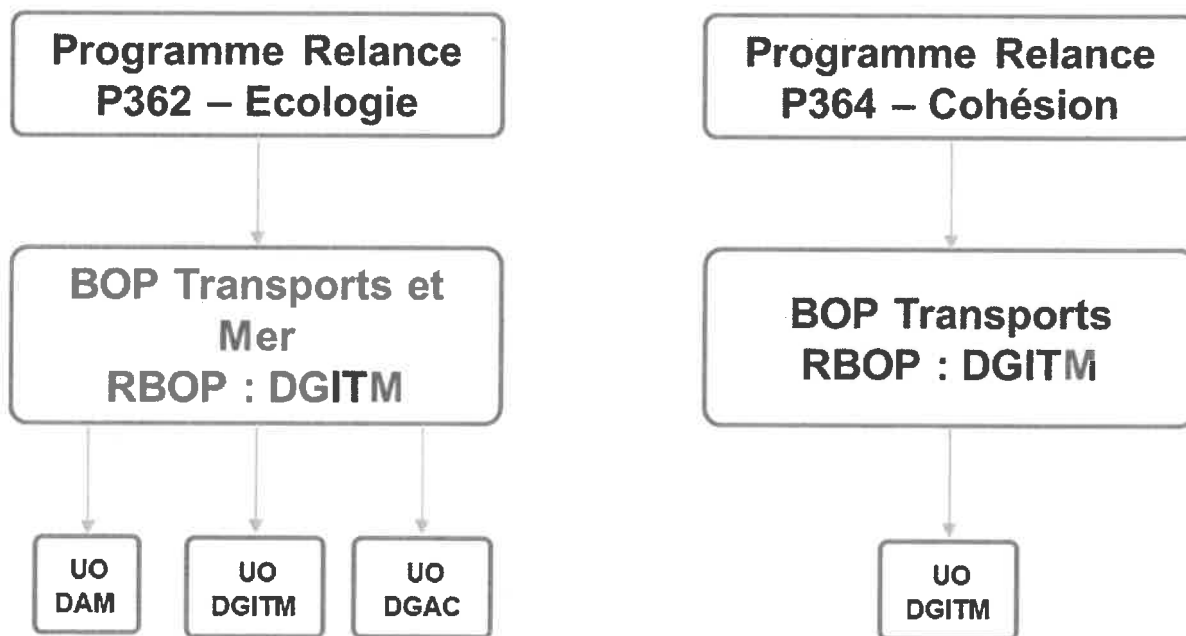 Programme Relance
P362 – Ecologie
Programme Relance
P364 – Cohésion
BOP Transports et
Mer
RBOP : DGITM
BOP Transports
RBOP : DGITM
UO
DAM
UO
DGITM
UO
DGAC
UO
DGITM